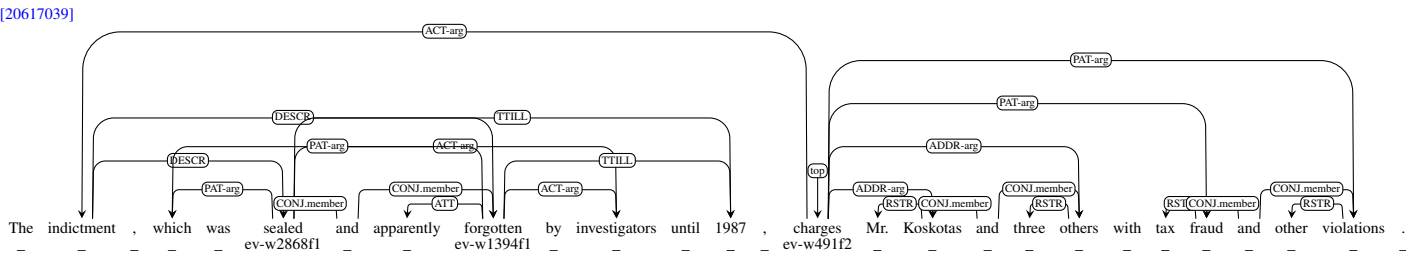 [20617039]
ACT-arg
PAT-arg
PAT-arg
DESCR TTILL
PAT-arg ACT-arg ADDR-arg
DESCR TTILL
top
PAT-arg CONJ.member ACT-arg ADDR-arg CONJ.member CONJ.member
CONJ.member ATT RSTR CONJ.member RSTR RST CONJ.member RSTR
The indictment , which was sealed and apparently forgotten by investigators until 1987 , charges Mr. Koskotas and three others with tax fraud and other violations .
_ _ _ _ _ ev-w2868f1 _ _ ev-w1394f1 _ _ _ _ _ ev-w491f2 _ _ _ _ _ _ _ _ _ _ _ _